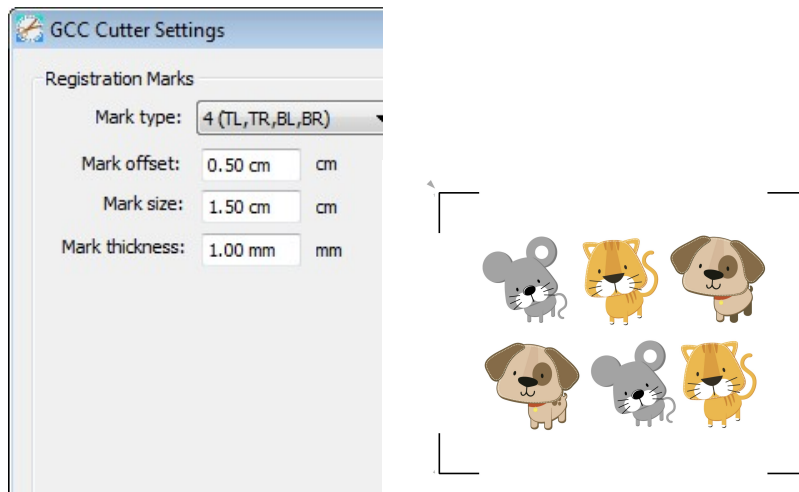 GCC Cutter Settings
Registration Marks
Mark type: 4 (TL,TR,BL,BR)
Mark offset: 0.50 cm cm
Mark size: 1.50 cm cm
Mark thickness: 1.00 mm mm